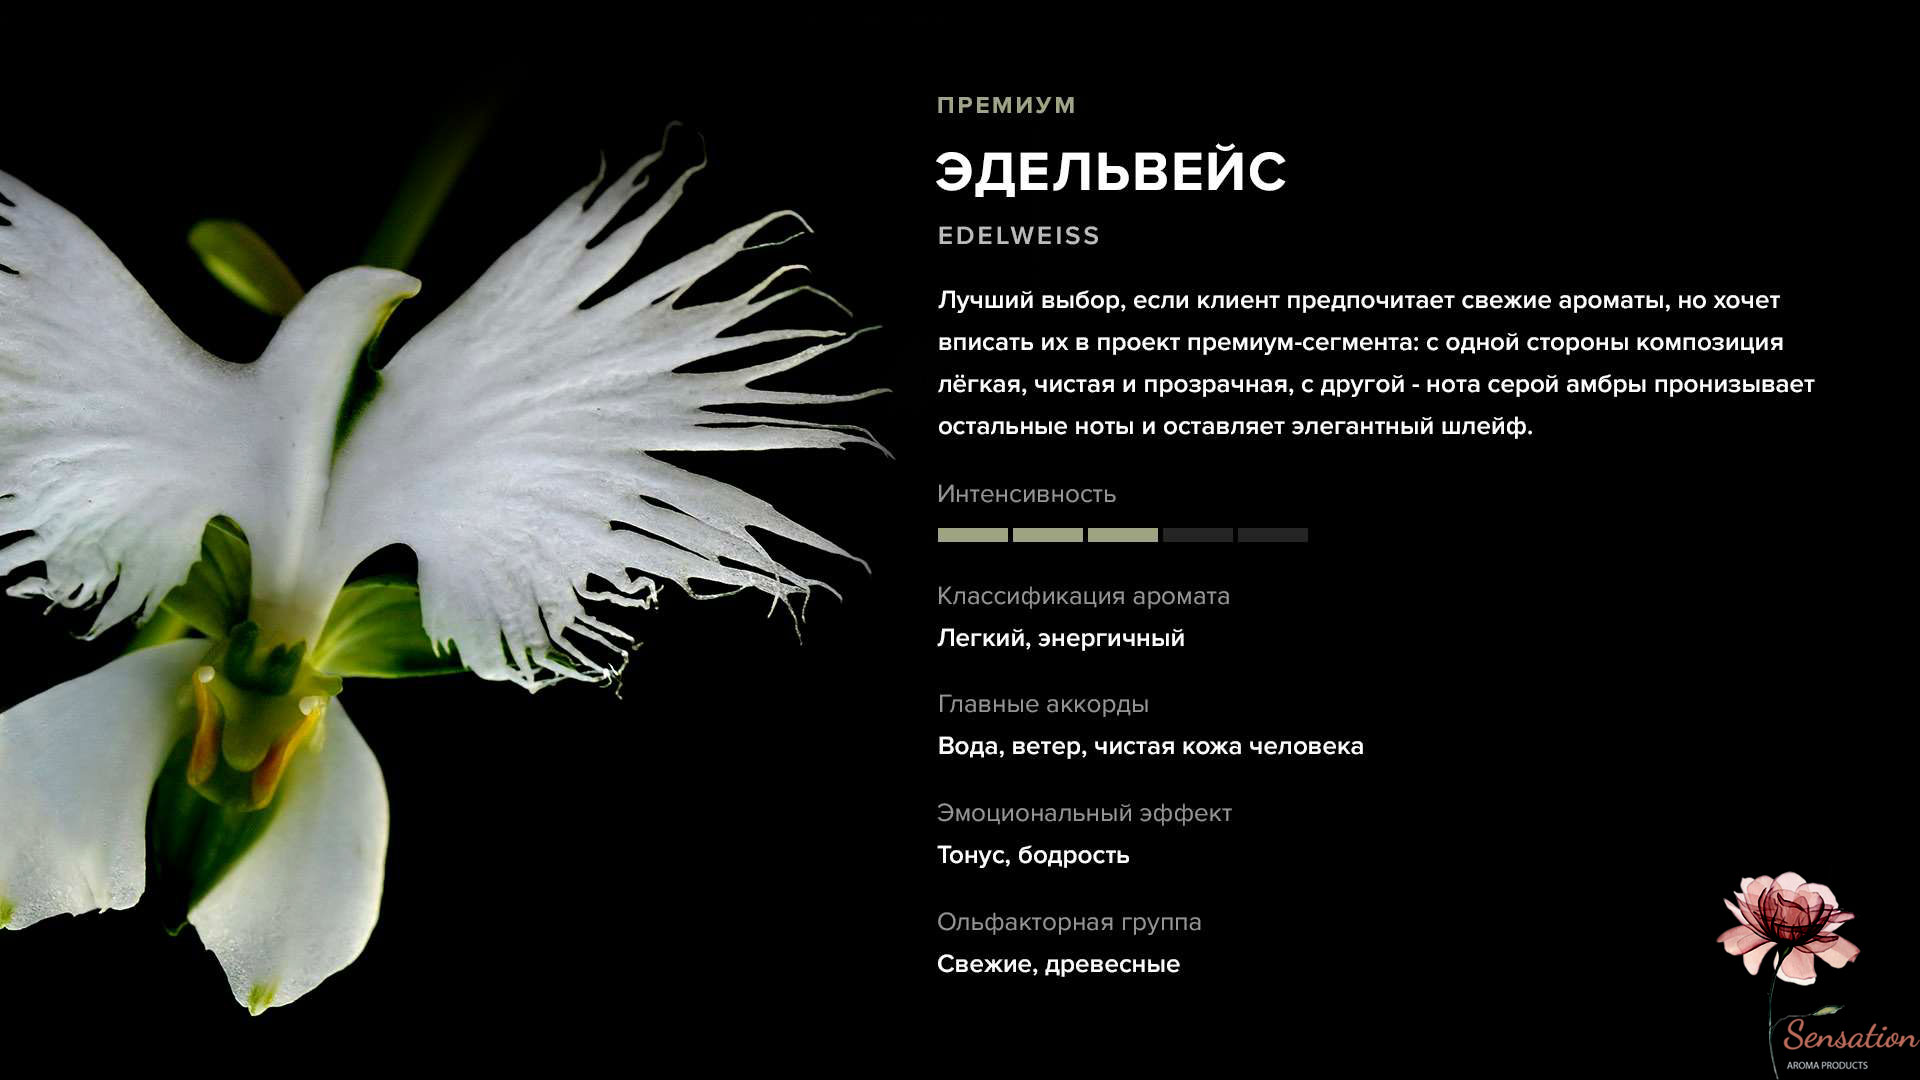 ПРЕМИУМ
ЭДЕЛЬВЕЙС
EDELWEISS
Лучший выбор, если клиент предпочитает свежие ароматы, но хочет
вписать их в проект премиум-сегмента: с одной стороны композиция
лёгкая, чистая и прозрачная, с другой - нота серой амбры пронизывает
остальные ноты и оставляет элегантный шлейф.
Интенсивность
Классификация аромата
Легкий, энергичный
Главные аккорды
Вода, ветер, чистая кожа человека
Эмоциональный эффект
Тонус, бодрость
Ольфакторная группа
Свежие, древесные
Sensation
AROMA PRODUCTS